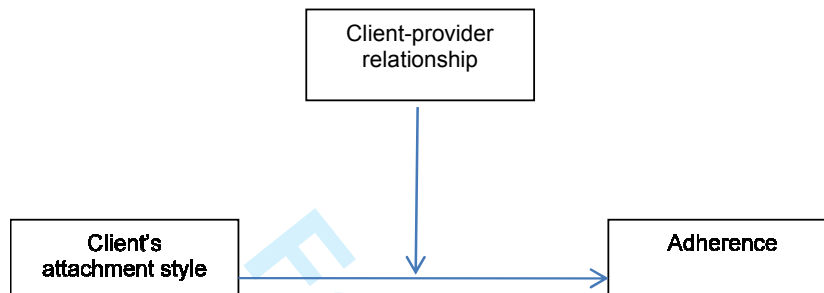 Client-provider
relationship
Client's
attachment style
Adherence
F